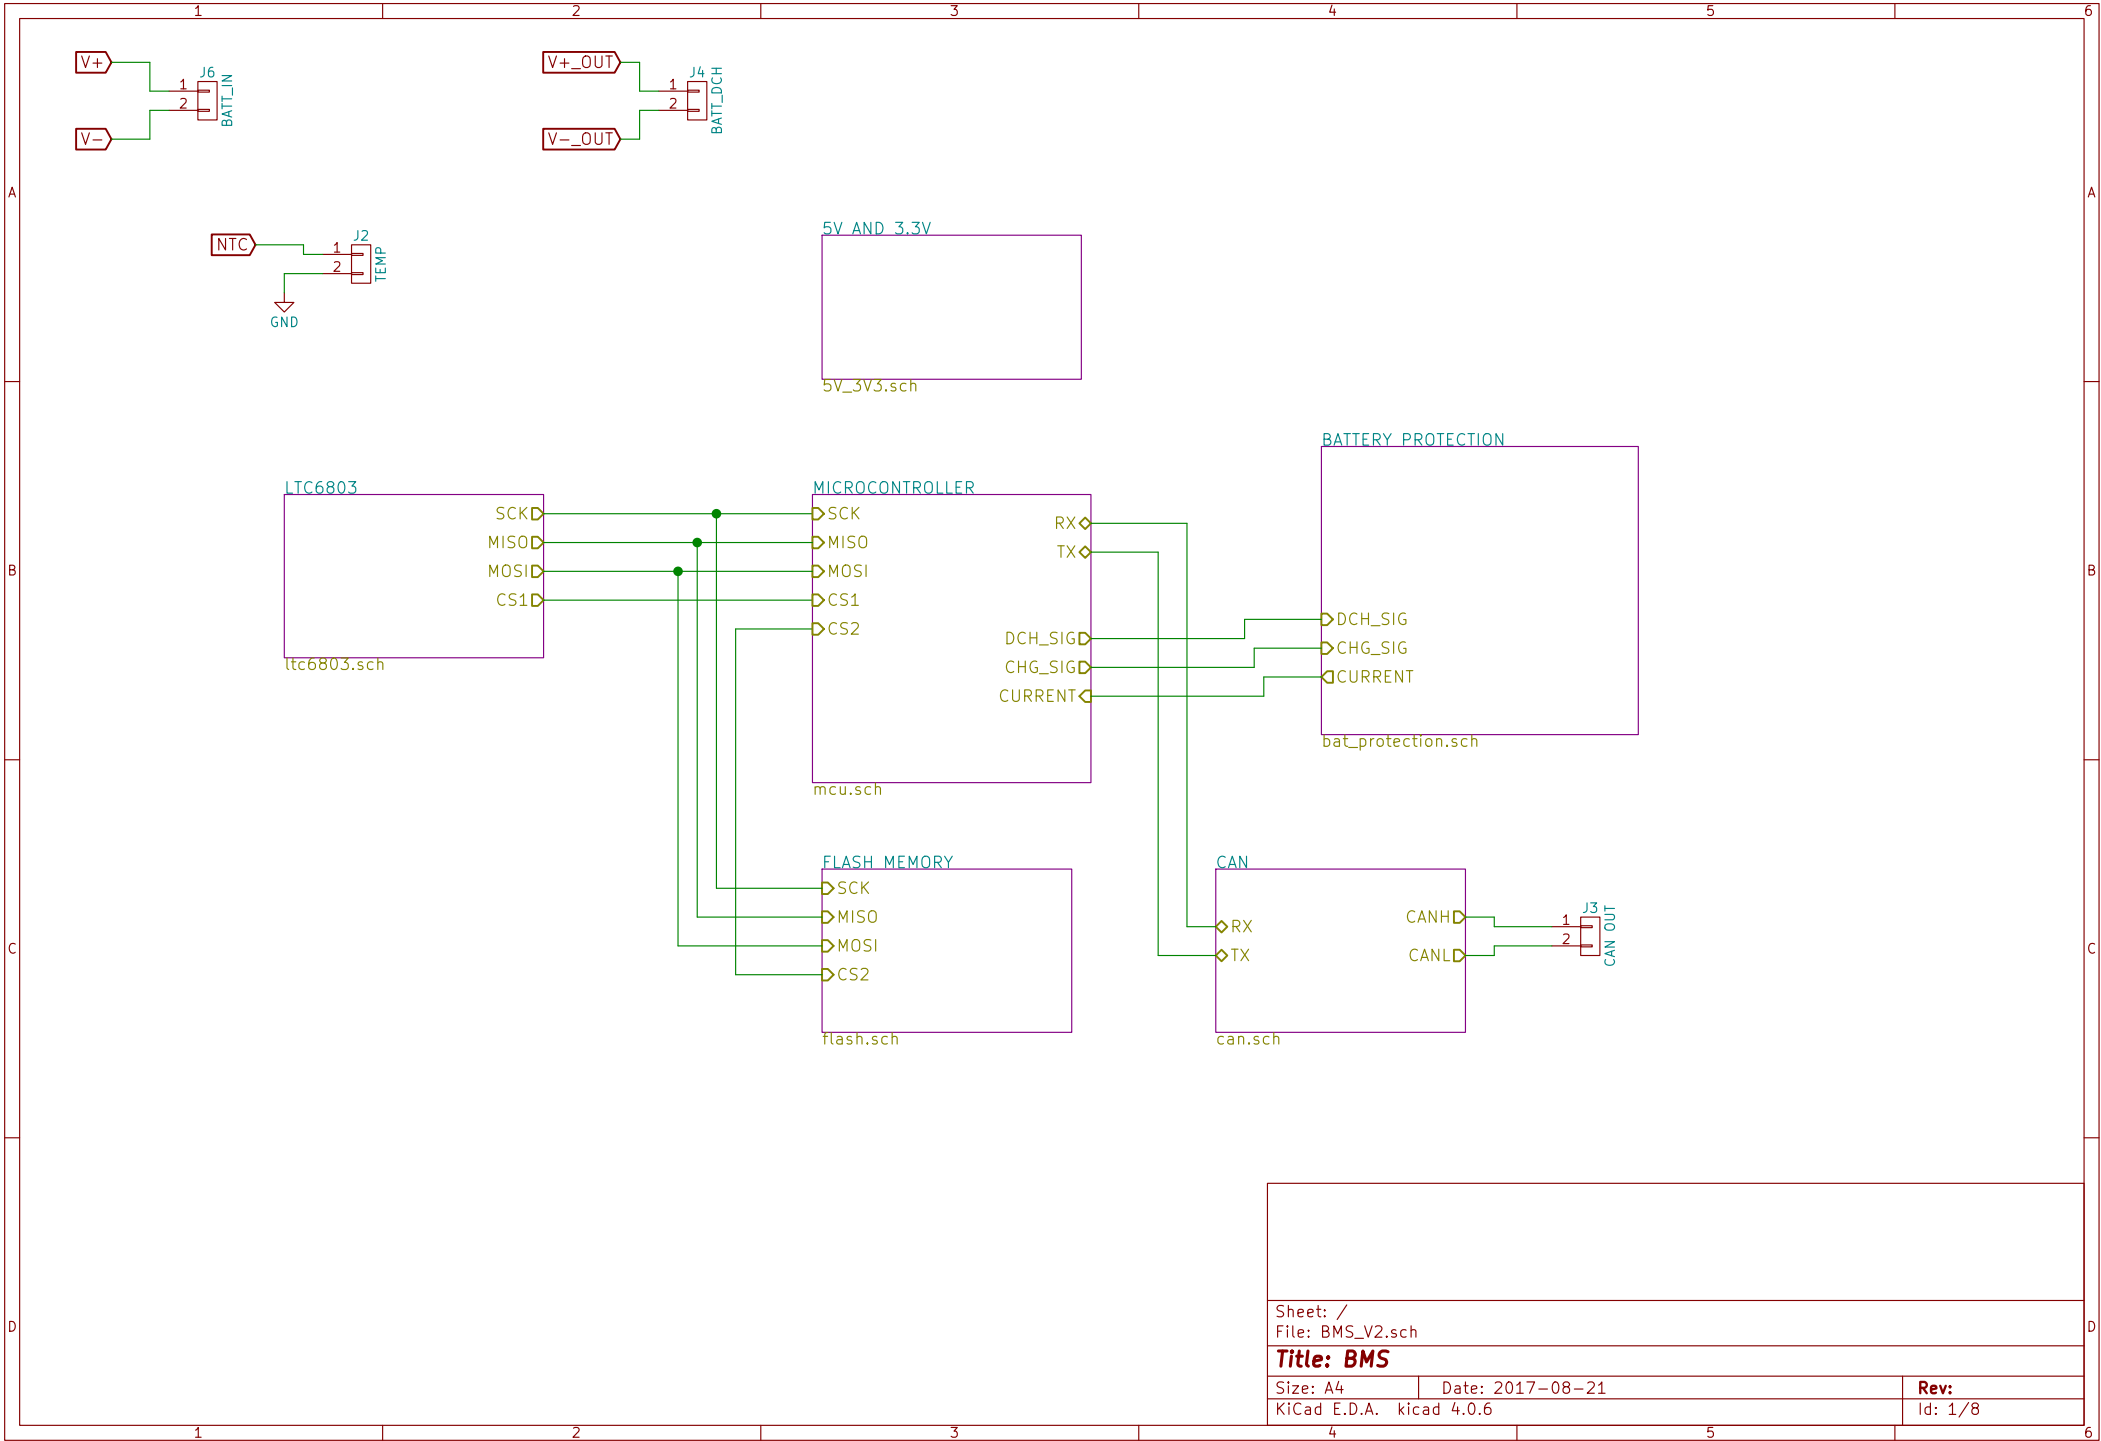 1 2 3 4 5 6
V+
J6
1
2
BATT_IN
V-
V+_OUT
J4
1
2
BATT_DCH
V-_OUT
A
A
NTC
J2
1
2
TEMP
GND
5V AND 3.3V
5V_3V3.sch
BATTERY PROTECTION
DCH_SIG
CHG_SIG
CURRENT
bat_protection.sch
LTC6803
SCK
MISO
MOSI
CS1
ltc6803.sch
MICROCONTROLLER
SCK
MISO
MOSI
CS1
CS2
RX
TX
DCH_SIG
CHG_SIG
CURRENT
mcu.sch
B
B
FLASH MEMORY
SCK
MISO
MOSI
CS2
flash.sch
CAN
RX
TX
CANH
CANL
can.sch
J3
1
2
CAN OUT
C
C
Sheet: /
File: BMS_V2.sch
Title: BMS
Size: A4
Date: 2017-08-21
Rev:
KiCad E.D.A. kicad 4.0.6
Id: 1/8
D
D
1 2 3 4 5 6